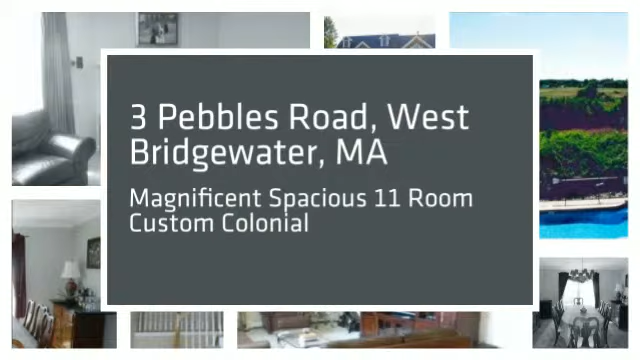 3 Pebbles Road, West
Bridgewater, MA
Magnificent Spacious 11 Room
Custom Colonial